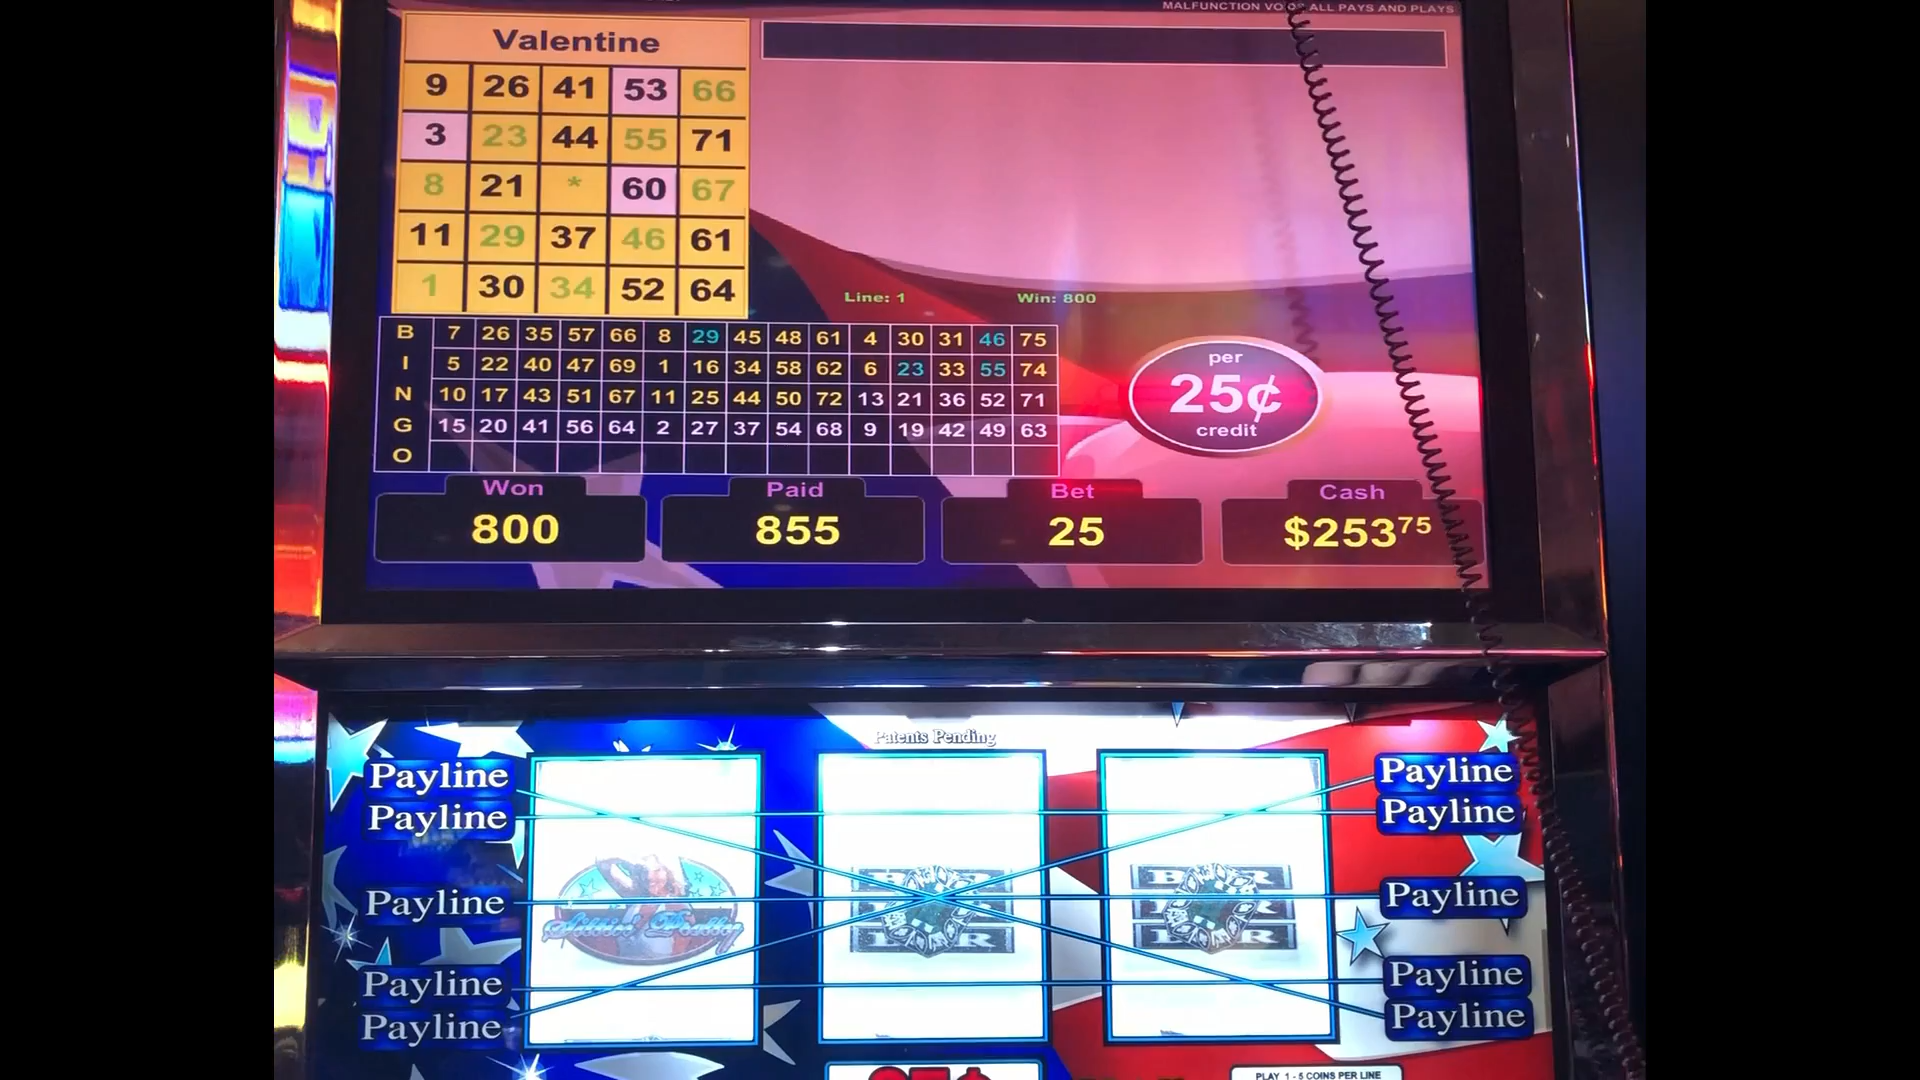 MALFUNCTION VOIDS ALL PAYS AND PLAYS
Valentine
9 26 41 53 66
3 23 44 55 71
8 21 * 60 67
11 29 37 46 61
1 30 34 52 64
Line: 1 Win: 800
B 7 26 35 57 66 8 29 45 48 61 4 30 31 46 75
I 5 22 40 47 69 1 16 34 58 62 6 23 33 55 74
N 10 17 43 51 67 11 25 44 50 72 13 21 36 52 71
G 15 20 41 56 64 2 27 37 54 68 9 19 42 49 63
O
per
25¢
credit
Won Paid Bet Cash
800 855 25 $253 75
Patents Pending
Payline Payline
Payline Payline
Payline Payline
Payline Payline
Payline Payline
BAR BAR
BAR BAR
PLAY 1 - 5 COINS PER LINE